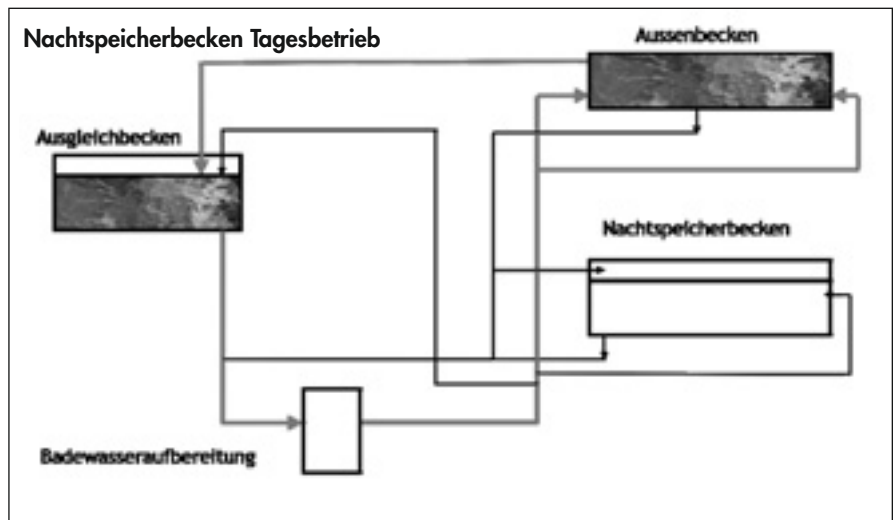 Nachtspeicherbecken Tagesbetrieb
Aussenbecken
Ausgleichbecken
Nachtspeicherbecken
Badewasseraufbereitung